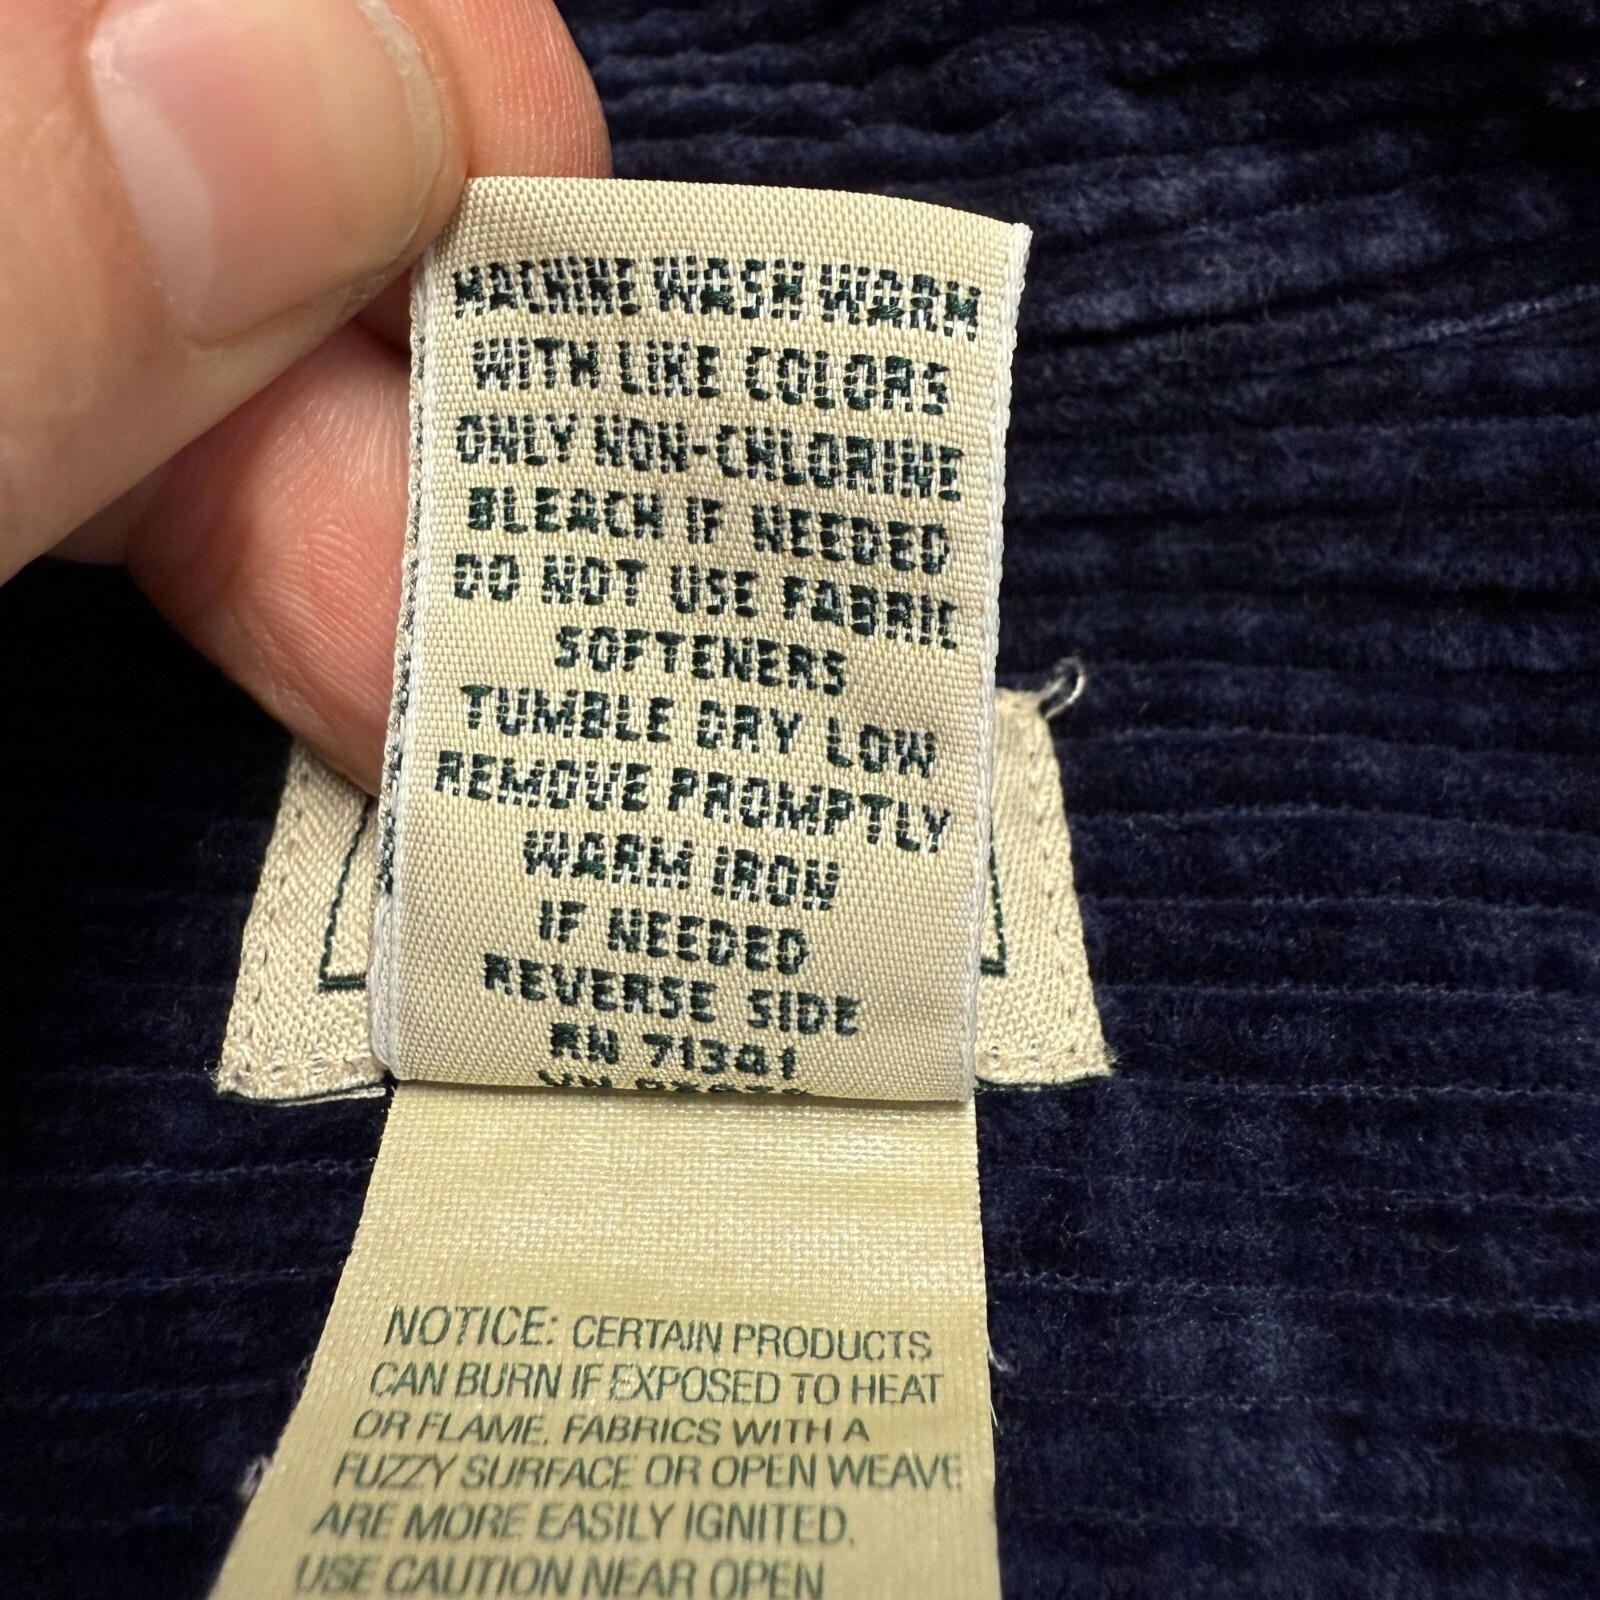 MACHINE WASH WARM
WITH LIKE COLORS
ONLY NON-CHLORINE
BLEACH IF NEEDED
DO NOT USE FABRIC
SOFTENERS
TUMBLE DRY LOW
REMOVE PROMPTLY
WARM IRON
IF NEEDED
REVERSE SIDE
RN 71341
NOTICE: CERTAIN PRODUCTS
CAN BURN IF EXPOSED TO HEAT
OR FLAME. FABRICS WITH A
FUZZY SURFACE OR OPEN WEAVE
ARE MORE EASILY IGNITED.
USE CAUTION NEAR OPEN